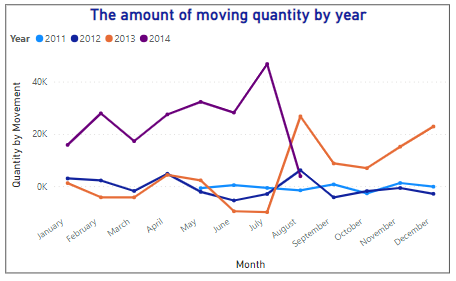 The amount of moving quantity by year
Year 2011 2012 2013 2014
Quantity by Movement
40K
20K
0K
January February March April May June July August September October November December
Month